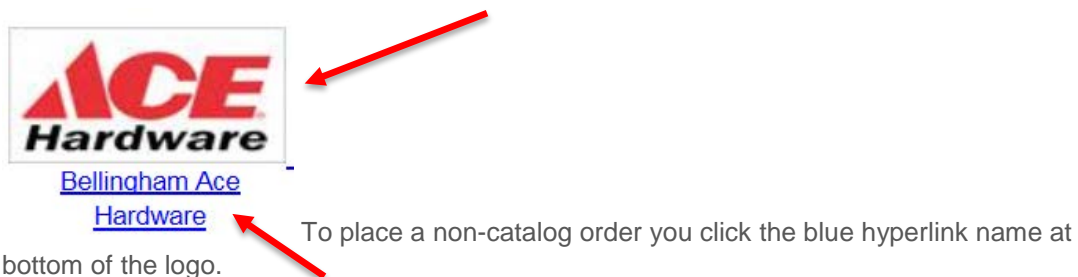 ACE
Hardware
Bellingham Ace
Hardware
To place a non-catalog order you click the blue hyperlink name at
bottom of the logo.